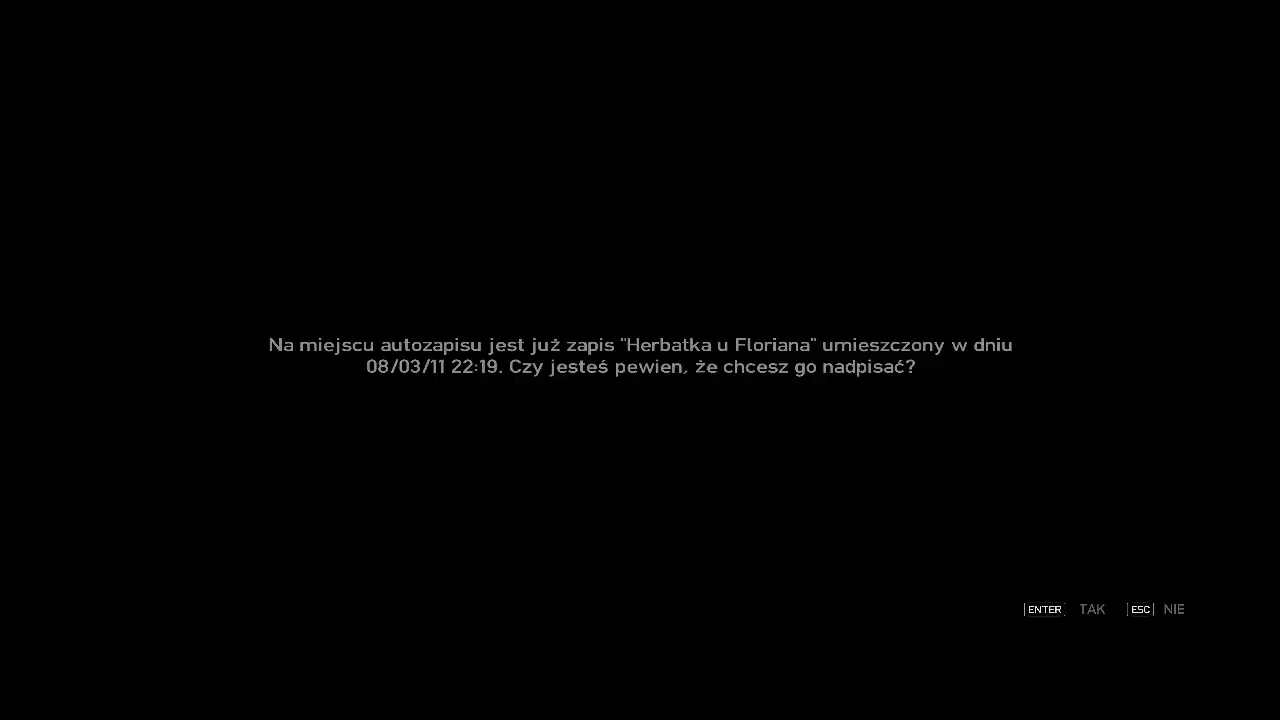 Na miejscu autozapisu jest już zapis "Herbatka u Floriana" umieszczony w dniu
08/03/11 22:19. Czy jesteś pewien, że chcesz go nadpisać?
ENTER TAK ESC NIE